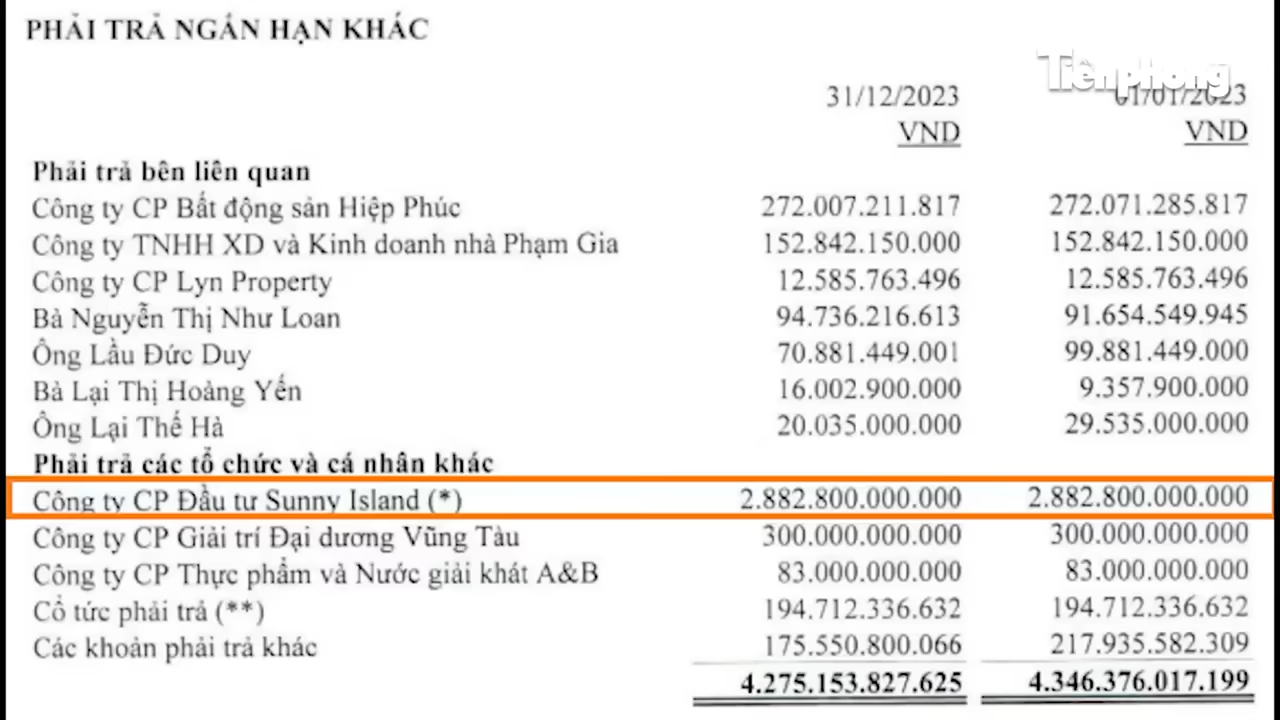 PHẢI TRẢ NGẮN HẠN KHÁC
Tiền phong
31/12/2023 01/01/2023
VND VND
Phải trả bên liên quan
Công ty CP Bất động sản Hiệp Phúc 272.007.211.817 272.071.285.817
Công ty TNHH XD và Kinh doanh nhà Phạm Gia 152.842.150.000 152.842.150.000
Công ty CP Lyn Property 12.585.763.496 12.585.763.496
Bà Nguyễn Thị Như Loan 94.736.216.613 91.654.549.945
Ông Lầu Đức Duy 70.881.449.001 99.881.449.000
Bà Lại Thị Hoàng Yến 16.002.900.000 9.357.900.000
Ông Lại Thế Hà 20.035.000.000 29.535.000.000
Phải trả các tổ chức và cá nhân khác
Công ty CP Đầu tư Sunny Island (*) 2.882.800.000.000 2.882.800.000.000
Công ty CP Giải trí Đại dương Vũng Tàu 300.000.000.000 300.000.000.000
Công ty CP Thực phẩm và Nước giải khát A&B 83.000.000.000 83.000.000.000
Cổ tức phải trả (**) 194.712.336.632 194.712.336.632
Các khoản phải trả khác 175.550.800.066 217.935.582.309
4.275.153.827.625 4.346.376.017.199